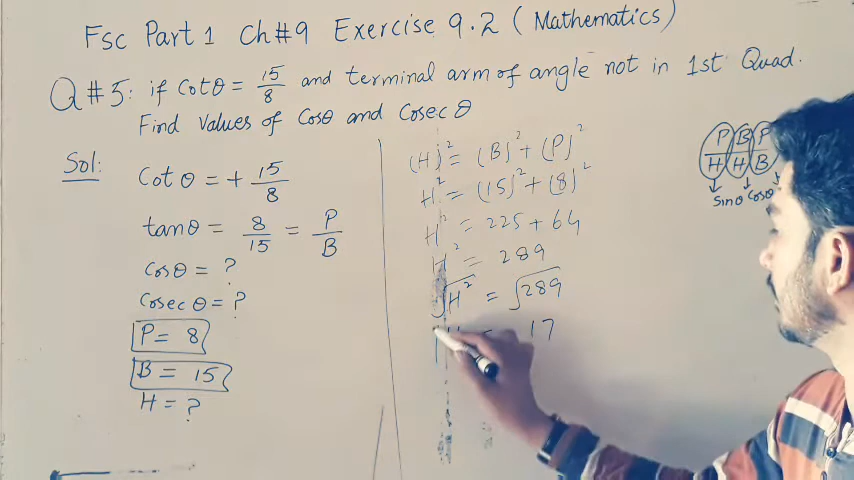 Fsc Part 1 Ch#9 Exercise 9.2 (Mathematics)
Q#5: if Cotθ = 15/8 and terminal arm of angle not in 1st Quad.
Find values of Cosθ and Cosec θ
Sol:
Cot θ = + 15/8
tanθ = 8/15 = P/B
Cosθ = ?
Cosec θ = ?
P = 8
B = 15
H = ?
(H)² = (B)² + (P)²
H² = (15)² + (8)²
H² = 225 + 64
H² = 289
√H² = √289
= 17
P/H B/H P/B
Sinθ Cosθ